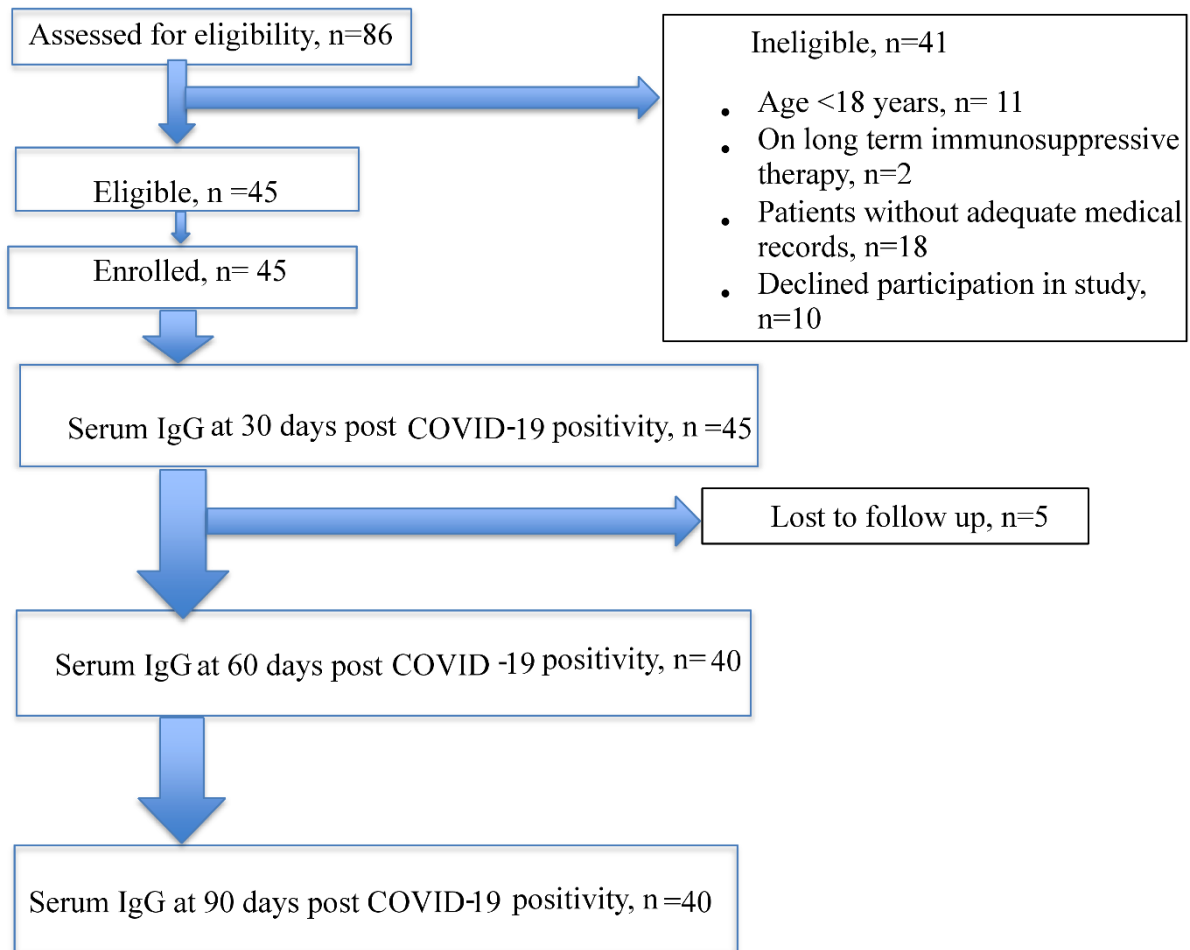 Assessed for eligibility, n=86
Ineligible, n=41
• Age <18 years, n= 11
• On long term immunosuppressive
therapy, n=2
• Patients without adequate medical
records, n=18
• Declined participation in study,
n=10
Eligible, n =45
Enrolled, n= 45
Serum IgG at 30 days post COVID-19 positivity, n =45
Lost to follow up, n=5
Serum IgG at 60 days post COVID -19 positivity, n= 40
Serum IgG at 90 days post COVID-19 positivity, n =40